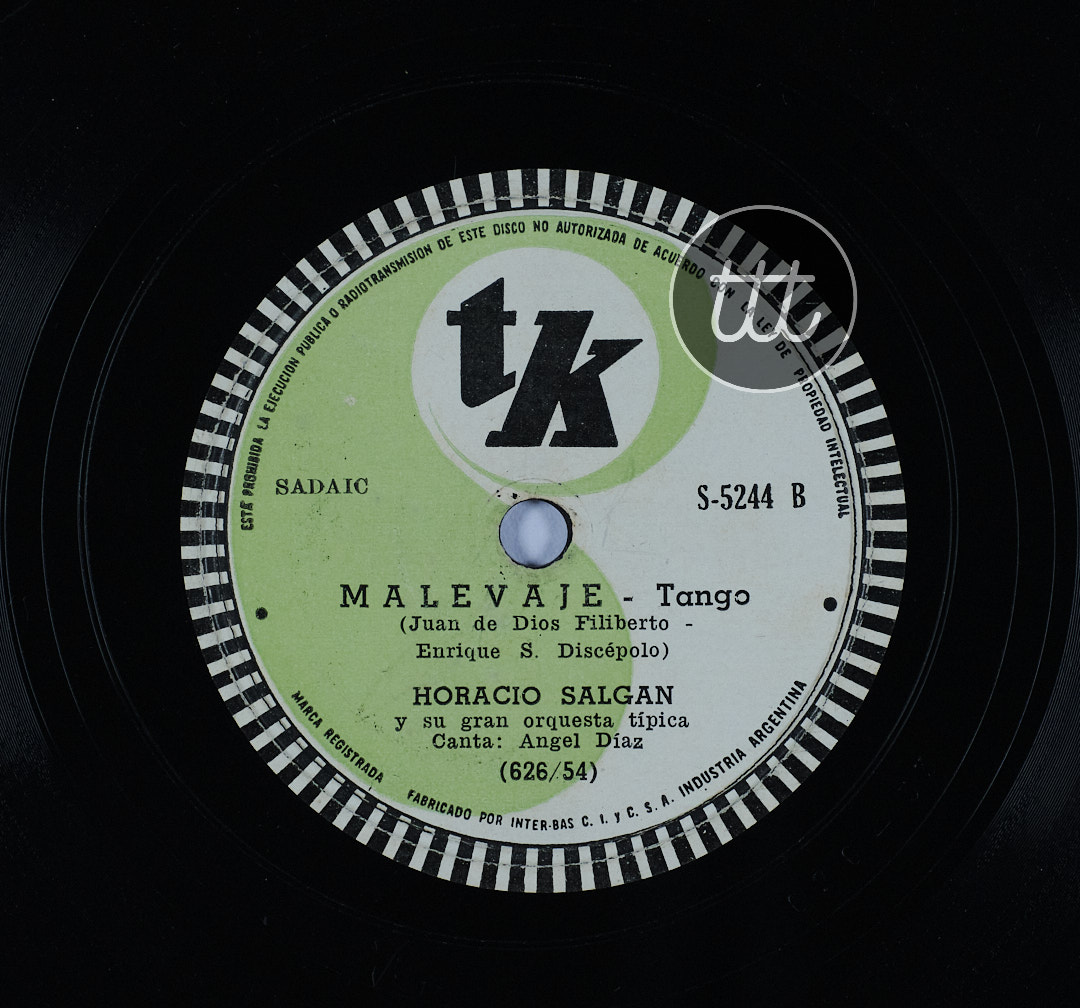 ESTÁ PROHIBIDA LA EJECUCION PUBLICA O RADIOTRANSMISION DE ESTE DISCO NO AUTORIZADA DE ACUERDO CON LA LEY DE PROPIEDAD INTELECTUAL
ttt
tk
SADAIC
S-5244 B
MALEVAJE - Tango
(Juan de Dios Filiberto -
Enrique S. Discépolo)
HORACIO SALGAN
y su gran orquesta típica
Canta: Angel Díaz
(626/54)
MARCA REGISTRADA
FABRICADO POR INTER-BAS C. I. y C. S. A. INDUSTRIA ARGENTINA